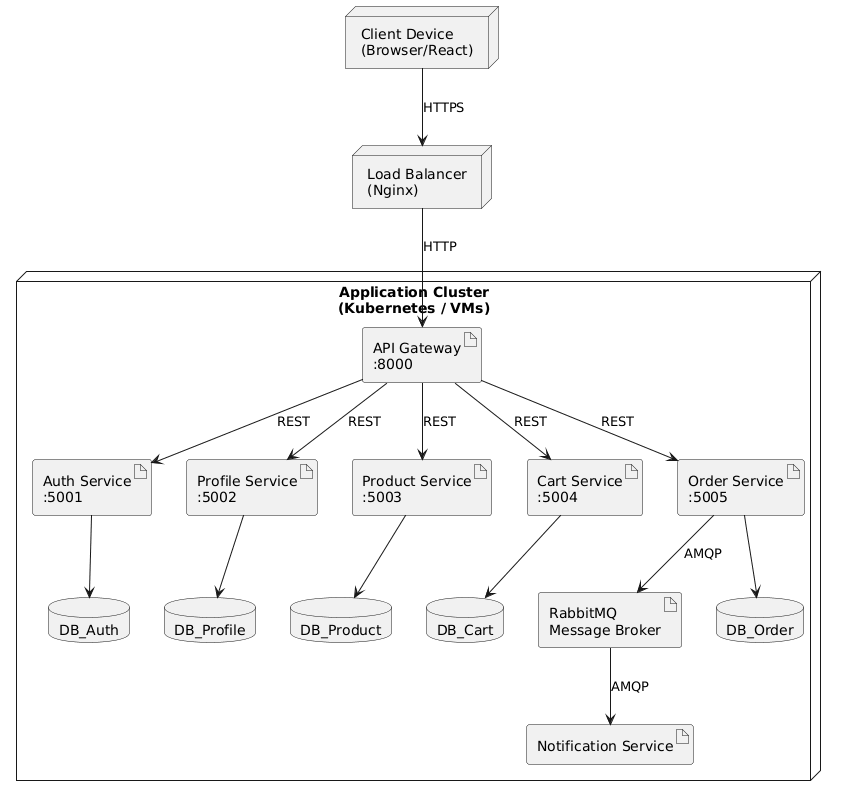 Client Device
(Browser/React)
HTTPS
Load Balancer
(Nginx)
HTTP
Application Cluster
(Kubernetes / VMs)
API Gateway
:8000
REST
REST
REST
REST
REST
Auth Service
:5001
Profile Service
:5002
Product Service
:5003
Cart Service
:5004
Order Service
:5005
AMQP
DB_Auth
DB_Profile
DB_Product
DB_Cart
RabbitMQ
Message Broker
DB_Order
AMQP
Notification Service